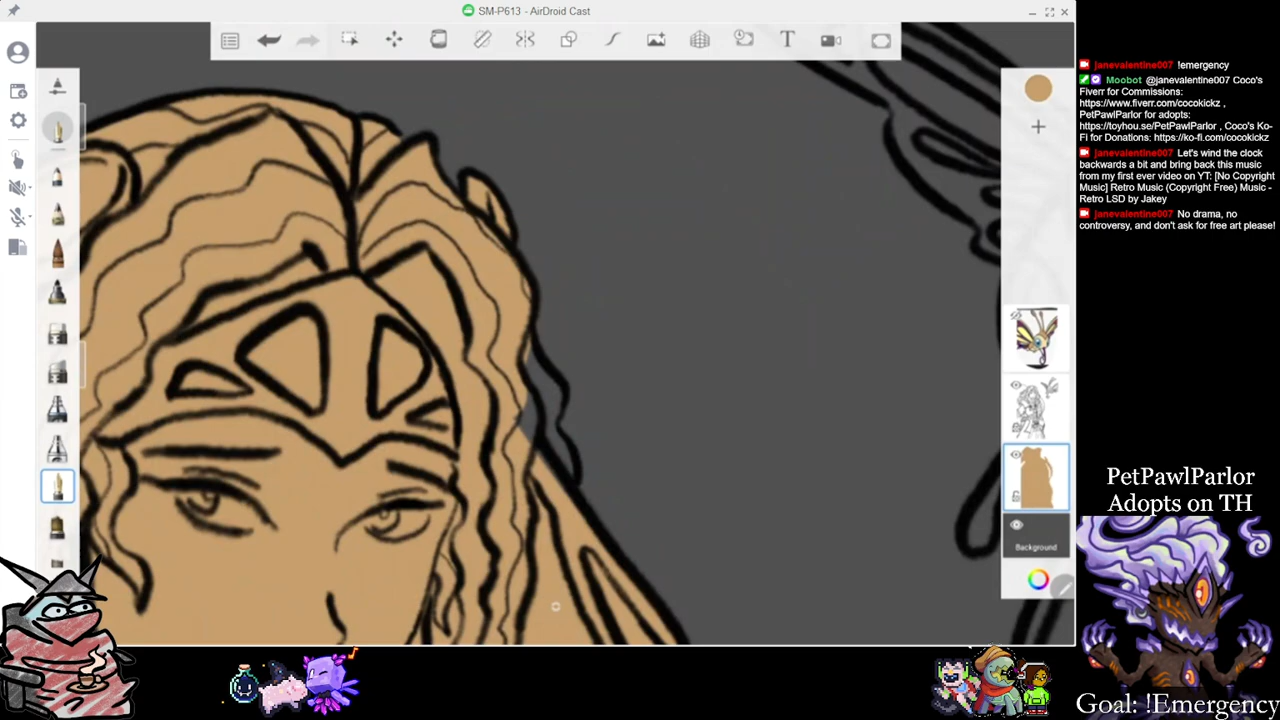 SM-P613 - AirDroid Cast
T
Background
janevalentine007 !emergency
Moobot @janevalentine007 Coco's
Fiverr for Commissions:
https://www.fiverr.com/cocokickz ,
PetPawlParlor for adopts:
https://toyhou.se/PetPawlParlor , Coco's Ko-
Fi for Donations: https://ko-fi.com/cocokickz
janevalentine007 Let's wind the clock
backwards a bit and bring back this music
from my first ever video on YT: [No Copyright
Music] Retro Music (Copyright Free) Music -
Retro LSD by Jakey
janevalentine007 No drama, no
controversy, and don't ask for free art please!
PetPawlParlor
Adopts on TH
Goal: !Emergency